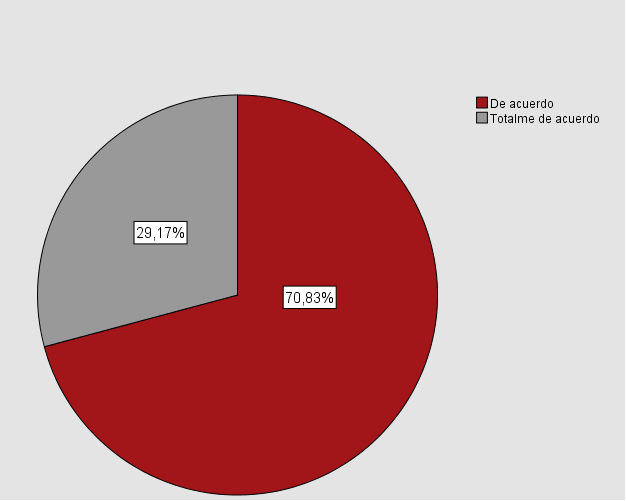 De acuerdo
Totalme de acuerdo
29,17%
70,83%